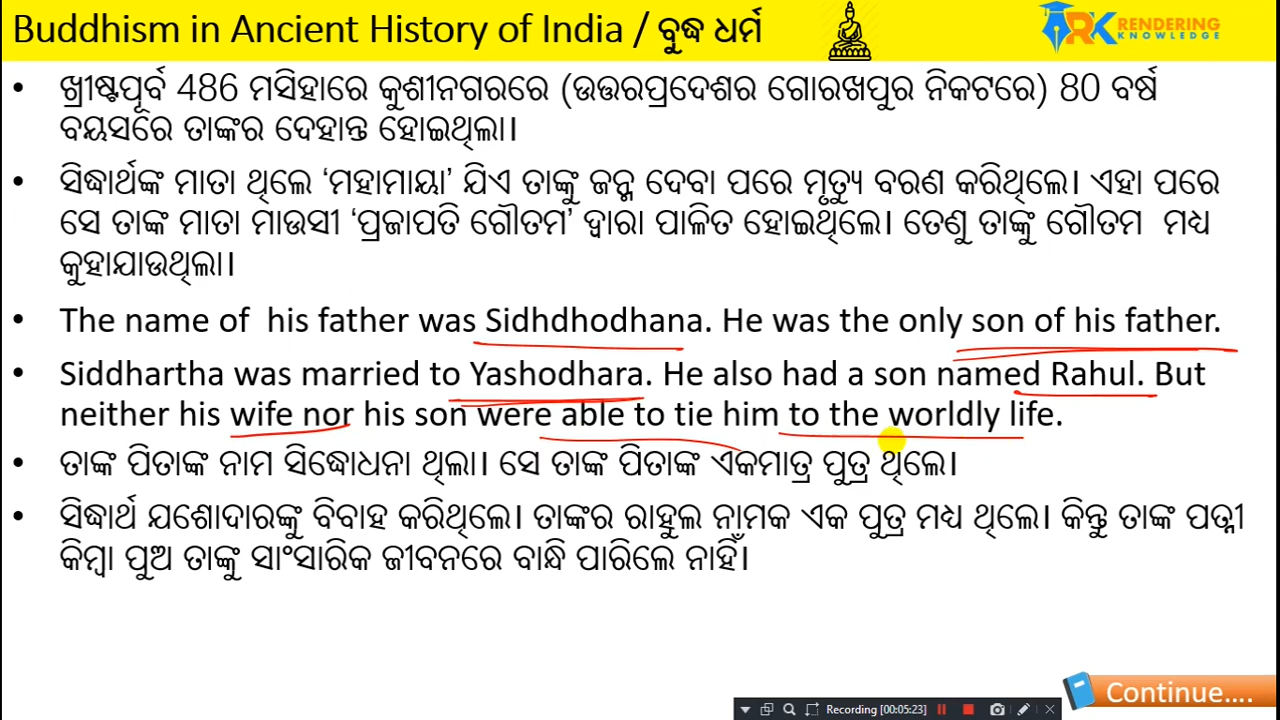 Buddhism in Ancient History of India / ବୁଦ୍ଧ ଧର୍ମ
RK RENDERING
KNOWLEDGE
• ଖ୍ରୀଷ୍ଟପୂର୍ବ 486 ମସିହାରେ କୁଶୀନଗରରେ (ଉତ୍ତରପ୍ରଦେଶର ଗୋରଖପୁର ନିକଟରେ) 80 ବର୍ଷ
ବୟସରେ ତାଙ୍କର ଦେହାନ୍ତ ହୋଇଥିଲା।
• ସିଦ୍ଧାର୍ଥଙ୍କ ମାତା ଥିଲେ ‘ମହାମାୟା’ ଯିଏ ତାଙ୍କୁ ଜନ୍ମ ଦେବା ପରେ ମୃତ୍ୟୁ ବରଣ କରିଥିଲେ। ଏହା ପରେ
ସେ ତାଙ୍କ ମାତା ମାଉସୀ ‘ପ୍ରଜାପତି ଗୌତମ’ ଦ୍ୱାରା ପାଳିତ ହୋଇଥିଲେ। ତେଣୁ ତାଙ୍କୁ ଗୌତମ ମଧ୍ୟ
କୁହାଯାଉଥିଲା।
• The name of his father was Sidhdhodhana. He was the only son of his father.
• Siddhartha was married to Yashodhara. He also had a son named Rahul. But
neither his wife nor his son were able to tie him to the worldly life.
• ତାଙ୍କ ପିତାଙ୍କ ନାମ ସିଦ୍ଧୋଧନା ଥିଲା। ସେ ତାଙ୍କ ପିତାଙ୍କ ଏକମାତ୍ର ପୁତ୍ର ଥିଲେ।
• ସିଦ୍ଧାର୍ଥ ଯଶୋଦାରଙ୍କୁ ବିବାହ କରିଥିଲେ। ତାଙ୍କର ରାହୁଲ ନାମକ ଏକ ପୁତ୍ର ମଧ୍ୟ ଥିଲେ। କିନ୍ତୁ ତାଙ୍କ ପତ୍ନୀ
କିମ୍ବା ପୁଅ ତାଙ୍କୁ ସାଂସାରିକ ଜୀବନରେ ବାନ୍ଧି ପାରିଲେ ନାହିଁ।
Continue....
Recording [00:05:23]